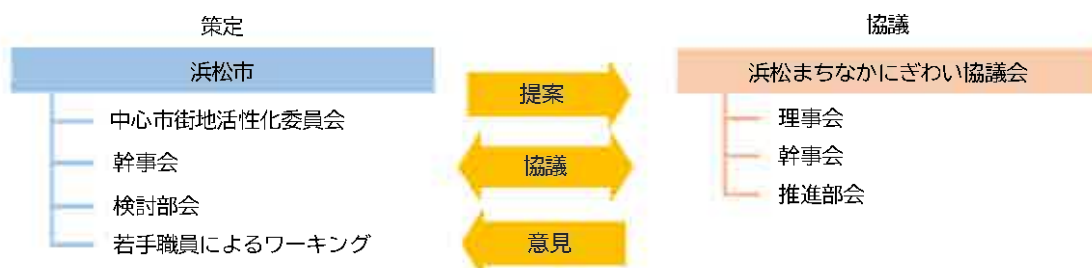 策定
浜松市
中心市街地活性化委員会
幹事会
検討部会
若手職員によるワーキング
提案
協議
意見
協議
浜松まちなかにぎわい協議会
理事会
幹事会
推進部会